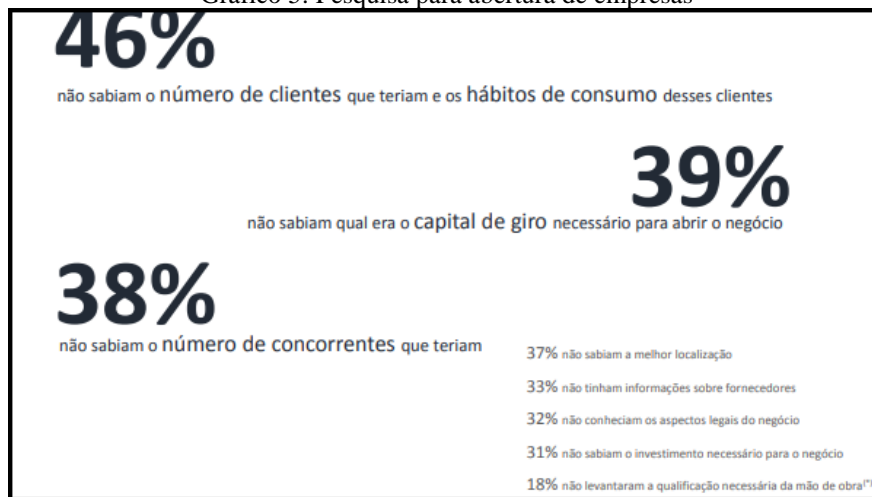 Gráfico 3: Pesquisa para abertura de empresas
46%
não sabiam o número de clientes que teriam e os hábitos de consumo desses clientes
39%
não sabiam qual era o capital de giro necessário para abrir o negócio
38%
não sabiam o número de concorrentes que teriam
37% não sabiam a melhor localização
33% não tinham informações sobre fornecedores
32% não conheciam os aspectos legais do negócio
31% não sabiam o investimento necessário para o negócio
18% não levantaram a qualificação necessária da mão de obra(*)